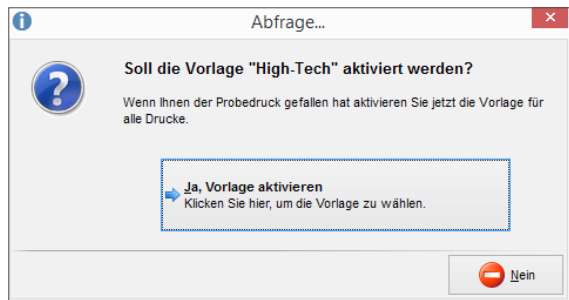 Abfrage...
Soll die Vorlage "High-Tech" aktiviert werden?
Wenn Ihnen der Probedruck gefallen hat aktivieren Sie jetzt die Vorlage für
alle Drucke.
Ja, Vorlage aktivieren
Klicken Sie hier, um die Vorlage zu wählen.
Nein